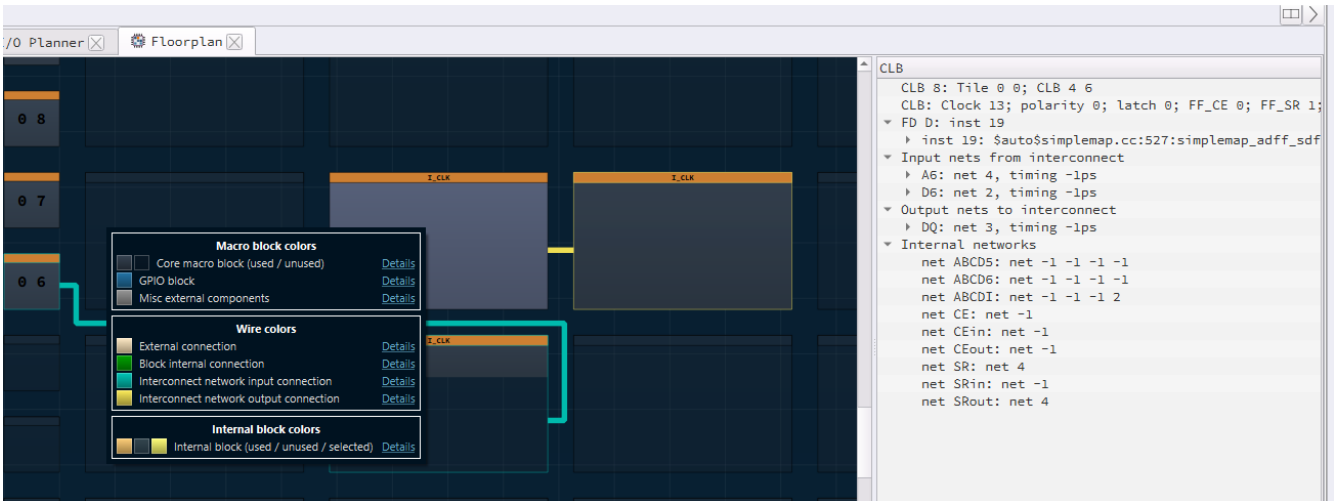 /O Planner
Floorplan
0 8
0 7
0 6
I_CLK
I_CLK
I_CLK
Macro block colors
Core macro block (used / unused) Details
GPIO block Details
Misc external components Details
Wire colors
External connection Details
Block internal connection Details
Interconnect network input connection Details
Interconnect network output connection Details
Internal block colors
Internal block (used / unused / selected) Details
CLB
CLB 8: Tile 0 0; CLB 4 6
CLB: Clock 13; polarity 0; latch 0; FF_CE 0; FF_SR 1;
FD D: inst 19
inst 19: $auto$simplemap.cc:527:simplemap_adff_sdf
Input nets from interconnect
A6: net 4, timing -1ps
D6: net 2, timing -1ps
Output nets to interconnect
DQ: net 3, timing -1ps
Internal networks
net ABCD5: net -1 -1 -1 -1
net ABCD6: net -1 -1 -1 -1
net ABCDI: net -1 -1 -1 2
net CE: net -1
net CEin: net -1
net CEout: net -1
net SR: net 4
net SRin: net -1
net SRout: net 4